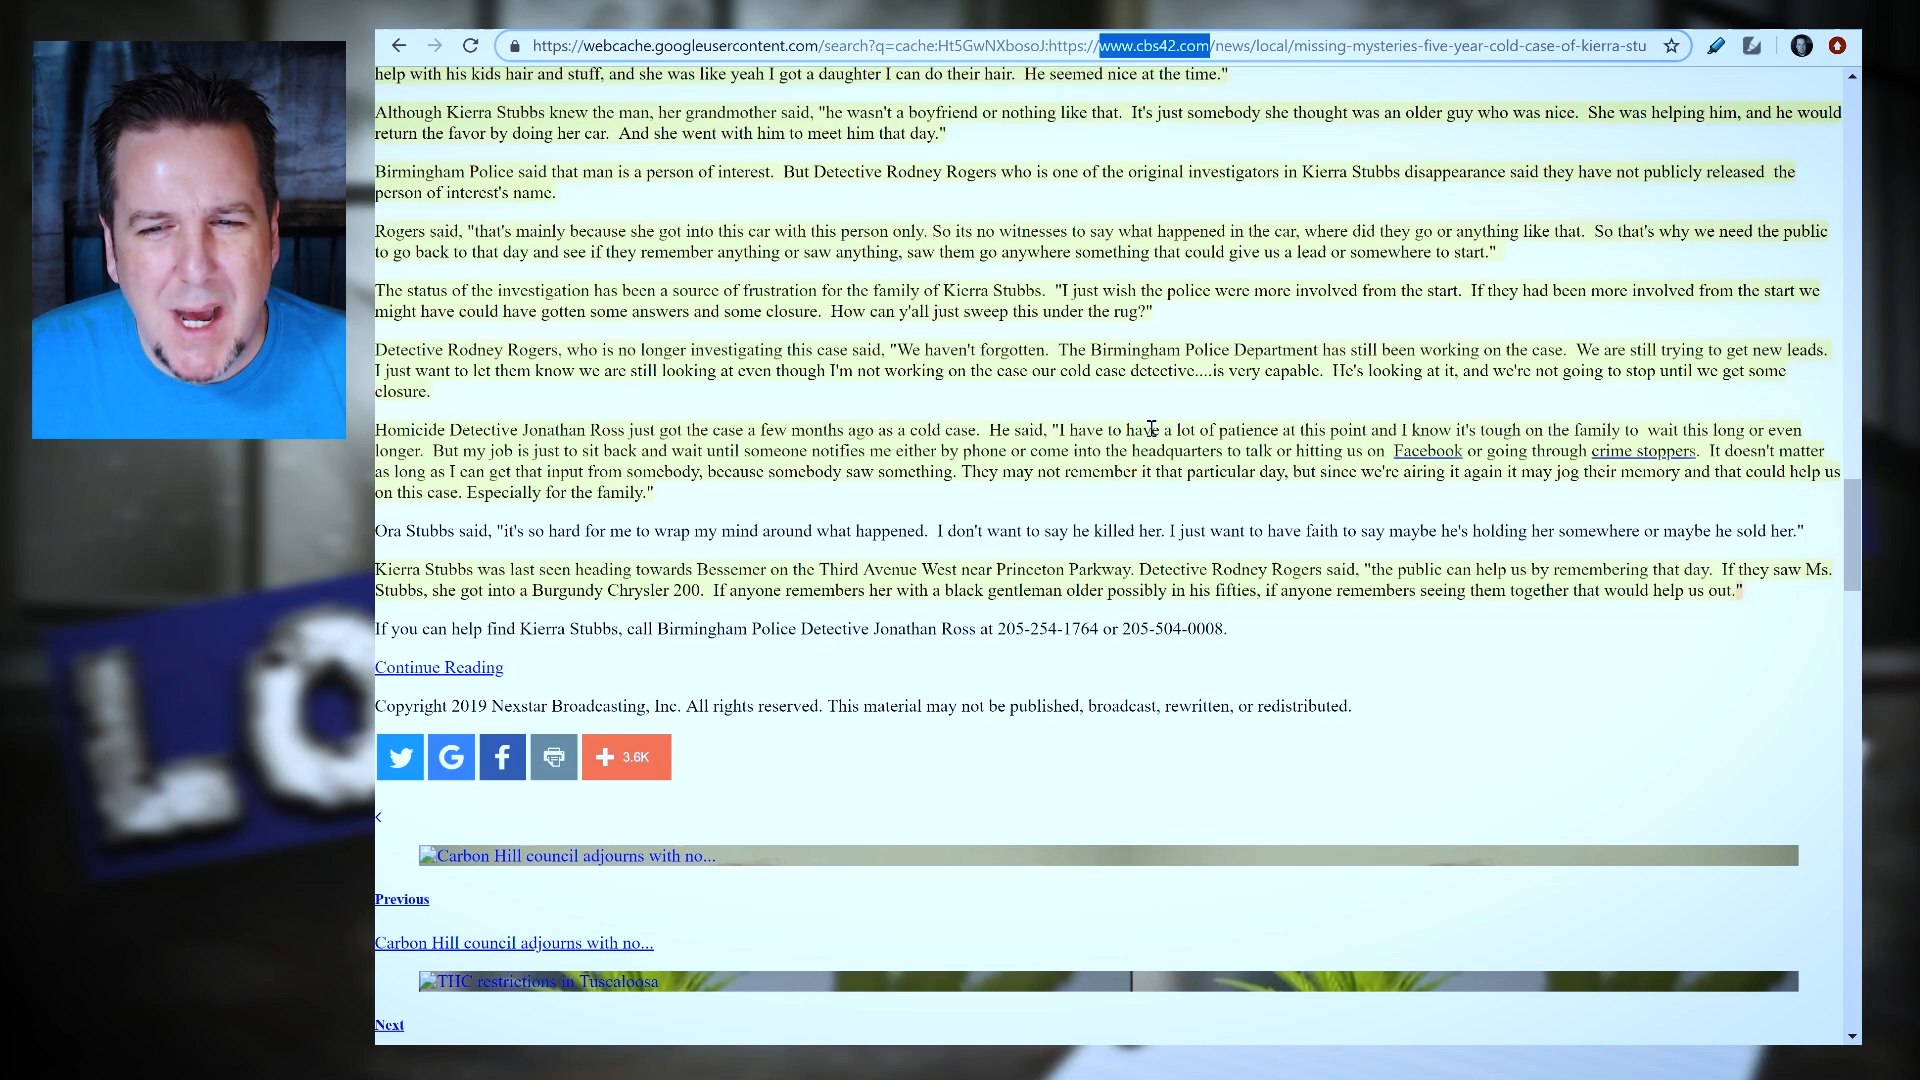 https://webcache.googleusercontent.com/search?q=cache:Ht5GwNXbosoJ:https://www.cbs42.com/news/local/missing-mysteries-five-year-cold-case-of-kierra-stu
help with his kids hair and stuff, and she was like yeah I got a daughter I can do their hair.  He seemed nice at the time."
Although Kierra Stubbs knew the man, her grandmother said, "he wasn't a boyfriend or nothing like that.  It's just somebody she thought was an older guy who was nice.  She was helping him, and he would
return the favor by doing her car.  And she went with him to meet him that day."
Birmingham Police said that man is a person of interest.  But Detective Rodney Rogers who is one of the original investigators in Kierra Stubbs disappearance said they have not publicly released  the
person of interest's name.
Rogers said, "that's mainly because she got into this car with this person only. So its no witnesses to say what happened in the car, where did they go or anything like that.  So that's why we need the public
to go back to that day and see if they remember anything or saw anything, saw them go anywhere something that could give us a lead or somewhere to start."
The status of the investigation has been a source of frustration for the family of Kierra Stubbs.  "I just wish the police were more involved from the start.  If they had been more involved from the start we
might have could have gotten some answers and some closure.  How can y'all just sweep this under the rug?"
Detective Rodney Rogers, who is no longer investigating this case said, "We haven't forgotten.  The Birmingham Police Department has still been working on the case.  We are still trying to get new leads.
I just want to let them know we are still looking at even though I'm not working on the case our cold case detective....is very capable.  He's looking at it, and we're not going to stop until we get some
closure.
Homicide Detective Jonathan Ross just got the case a few months ago as a cold case.  He said, "I have to have a lot of patience at this point and I know it's tough on the family to  wait this long or even
longer.  But my job is just to sit back and wait until someone notifies me either by phone or come into the headquarters to talk or hitting us on  Facebook or going through crime stoppers.  It doesn't matter
as long as I can get that input from somebody, because somebody saw something. They may not remember it that particular day, but since we're airing it again it may jog their memory and that could help us
on this case. Especially for the family."
Ora Stubbs said, "it's so hard for me to wrap my mind around what happened.  I don't want to say he killed her. I just want to have faith to say maybe he's holding her somewhere or maybe he sold her."
Kierra Stubbs was last seen heading towards Bessemer on the Third Avenue West near Princeton Parkway. Detective Rodney Rogers said, "the public can help us by remembering that day.  If they saw Ms.
Stubbs, she got into a Burgundy Chrysler 200.  If anyone remembers her with a black gentleman older possibly in his fifties, if anyone remembers seeing them together that would help us out."
If you can help find Kierra Stubbs, call Birmingham Police Detective Jonathan Ross at 205-254-1764 or 205-504-0008.
Continue Reading
Copyright 2019 Nexstar Broadcasting, Inc. All rights reserved. This material may not be published, broadcast, rewritten, or redistributed.
3.6K
Carbon Hill council adjourns with no...
Previous
Carbon Hill council adjourns with no...
THC restrictions in Tuscaloosa
Next
LO